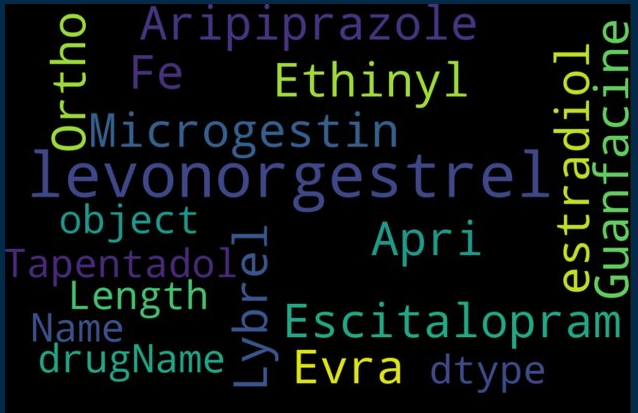 Aripiprazole
Ortho
Fe
Ethinyl
Microgestin
levonorgestrel
estradiol
Guanfacine
object
Apri
Tapentadol
Length
Lybrel
Name
Escitalopram
drugName
Evra
dtype